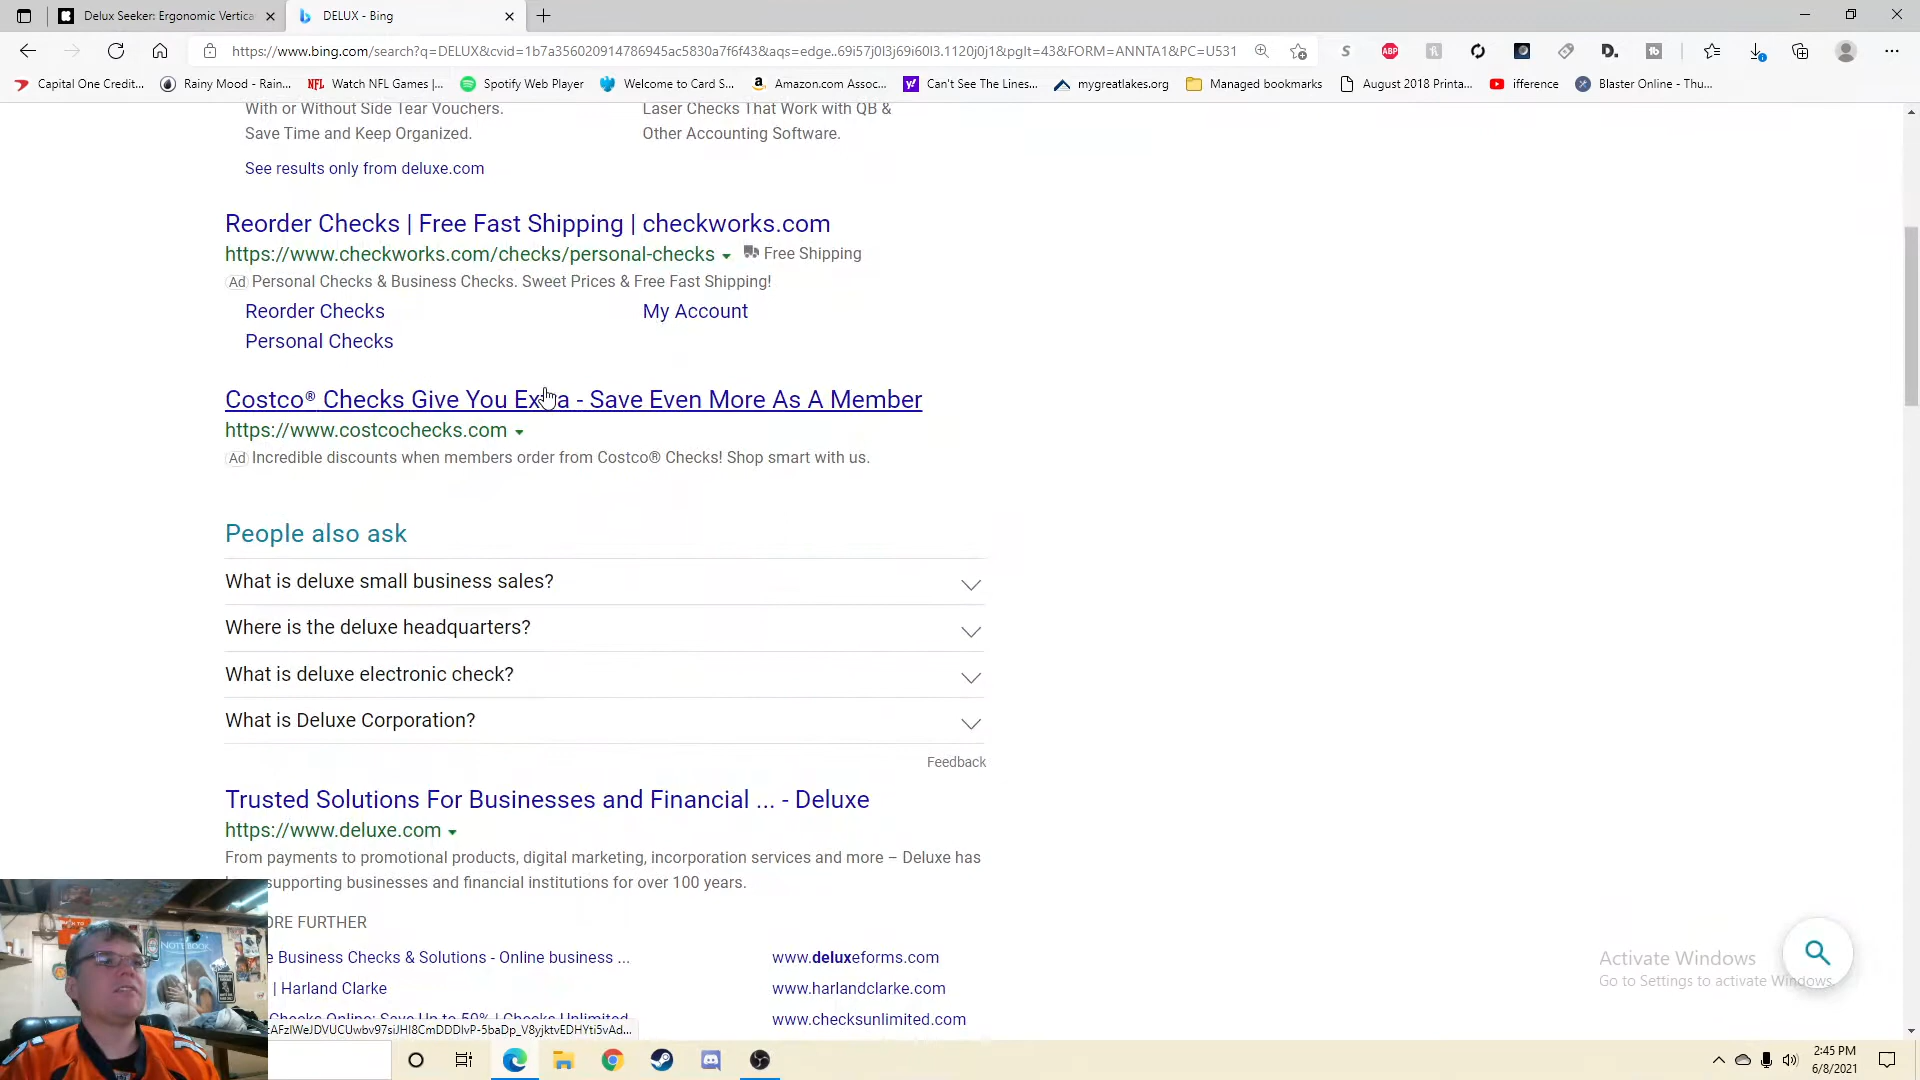 Delux Seeker: Ergonomic Vertica
DELUX - Bing
https://www.bing.com/search?q=DELUX&cvid=1b7a356020914786945ac5830a7f6f43&aqs=edge..69i57j0l3j69i60l3.1120j0j1&pglt=43&FORM=ANNTA1&PC=U531
Capital One Credit...
Rainy Mood - Rain...
Watch NFL Games |...
Spotify Web Player
Welcome to Card S...
Amazon.com Assoc...
Can't See The Lines...
mygreatlakes.org
Managed bookmarks
August 2018 Printa...
ifference
Blaster Online - Thu...
With or Without Side Tear Vouchers.
Save Time and Keep Organized.
Laser Checks That Work with QB &
Other Accounting Software.
See results only from deluxe.com
Reorder Checks | Free Fast Shipping | checkworks.com
https://www.checkworks.com/checks/personal-checks
Free Shipping
Ad Personal Checks & Business Checks. Sweet Prices & Free Fast Shipping!
Reorder Checks
My Account
Personal Checks
Costco® Checks Give You Extra - Save Even More As A Member
https://www.costcochecks.com
Ad Incredible discounts when members order from Costco® Checks! Shop smart with us.
People also ask
What is deluxe small business sales?
Where is the deluxe headquarters?
What is deluxe electronic check?
What is Deluxe Corporation?
Feedback
Trusted Solutions For Businesses and Financial ... - Deluxe
https://www.deluxe.com
From payments to promotional products, digital marketing, incorporation services and more – Deluxe has
supporting businesses and financial institutions for over 100 years.
ORE FURTHER
e Business Checks & Solutions - Online business ...
www.deluxeforms.com
| Harland Clarke
www.harlandclarke.com
Checks Online: Save Up to 50% | Checks Unlimited
www.checksunlimited.com
Activate Windows
Go to Settings to activate Windows.
NOTEBOOK
2:45 PM
6/8/2021